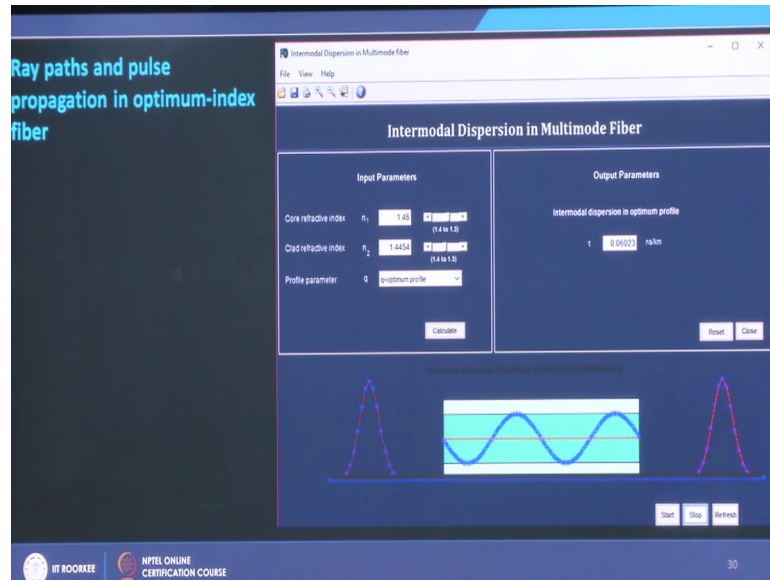 Ray paths and pulse
propagation in optimum-index
fiber
Intermodal Dispersion in Multimode fiber
File View Help
Intermodal Dispersion in Multimode Fiber
Input Parameters
Core refractive index n1 1.46
(1.4 to 1.5)
Clad refractive index n2 1.4454
(1.4 to 1.5)
Profile parameter q q=optimum profile
Calculate
Output Parameters
Intermodal dispersion in optimum profile
τ 0.06023 ns/km
Reset Close
Start Stop Refresh
IIT ROORKEE
NPTEL ONLINE
CERTIFICATION COURSE
30